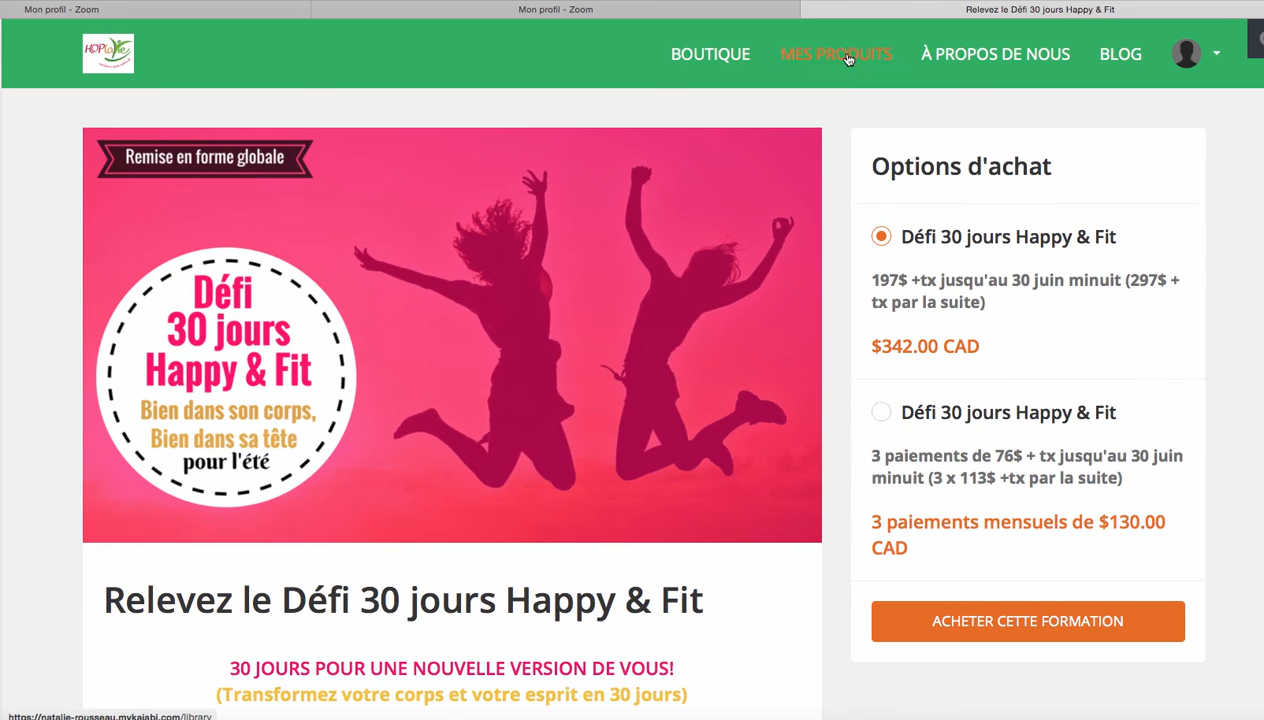 Mon profil - Zoom
Mon profil - Zoom
Relevez le Défi 30 jours Happy & Fit
HOPlavie
BOUTIQUE
MES PRODUITS
À PROPOS DE NOUS
BLOG
Remise en forme globale
Défi
30 jours
Happy & Fit
Bien dans son corps,
Bien dans sa tête
pour l'été
Relevez le Défi 30 jours Happy & Fit
30 JOURS POUR UNE NOUVELLE VERSION DE VOUS!
(Transformez votre corps et votre esprit en 30 jours)
Options d'achat
Défi 30 jours Happy & Fit
197$ +tx jusqu'au 30 juin minuit (297$ +
tx par la suite)
$342.00 CAD
Défi 30 jours Happy & Fit
3 paiements de 76$ + tx jusqu'au 30 juin
minuit (3 x 113$ +tx par la suite)
3 paiements mensuels de $130.00
CAD
ACHETER CETTE FORMATION
https://natalie-rousseau.mykajabi.com/library